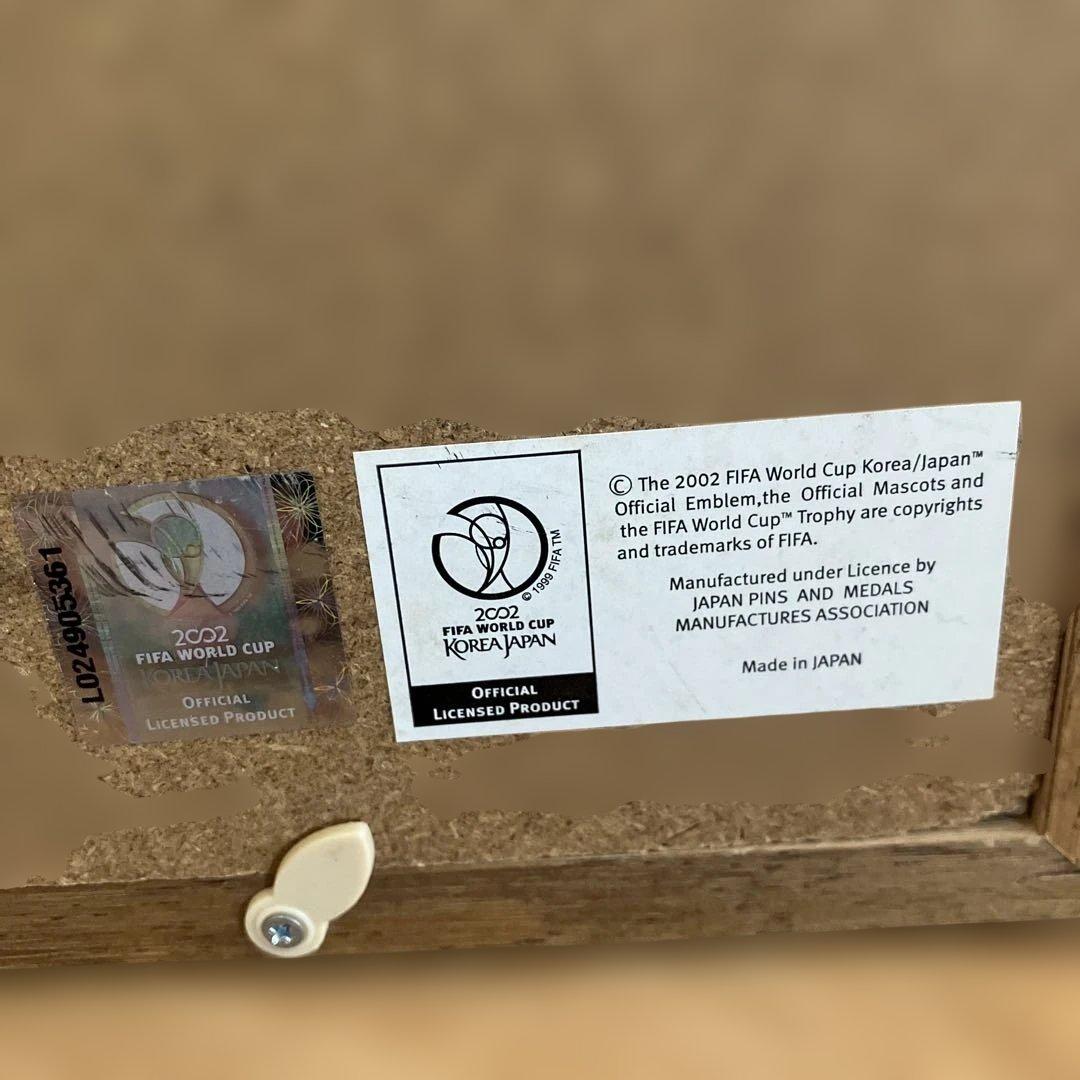 L024905361
2002
FIFA WORLD CUP
KOREA JAPAN
OFFICIAL
LICENSED PRODUCT
© 1999 FIFA TM
2002
FIFA WORLD CUP
KOREA JAPAN
OFFICIAL
LICENSED PRODUCT
© The 2002 FIFA World Cup Korea/Japan™
Official Emblem,the Official Mascots and
the FIFA World Cup™ Trophy are copyrights
and trademarks of FIFA.
Manufactured under Licence by
JAPAN PINS AND MEDALS
MANUFACTURES ASSOCIATION
Made in JAPAN